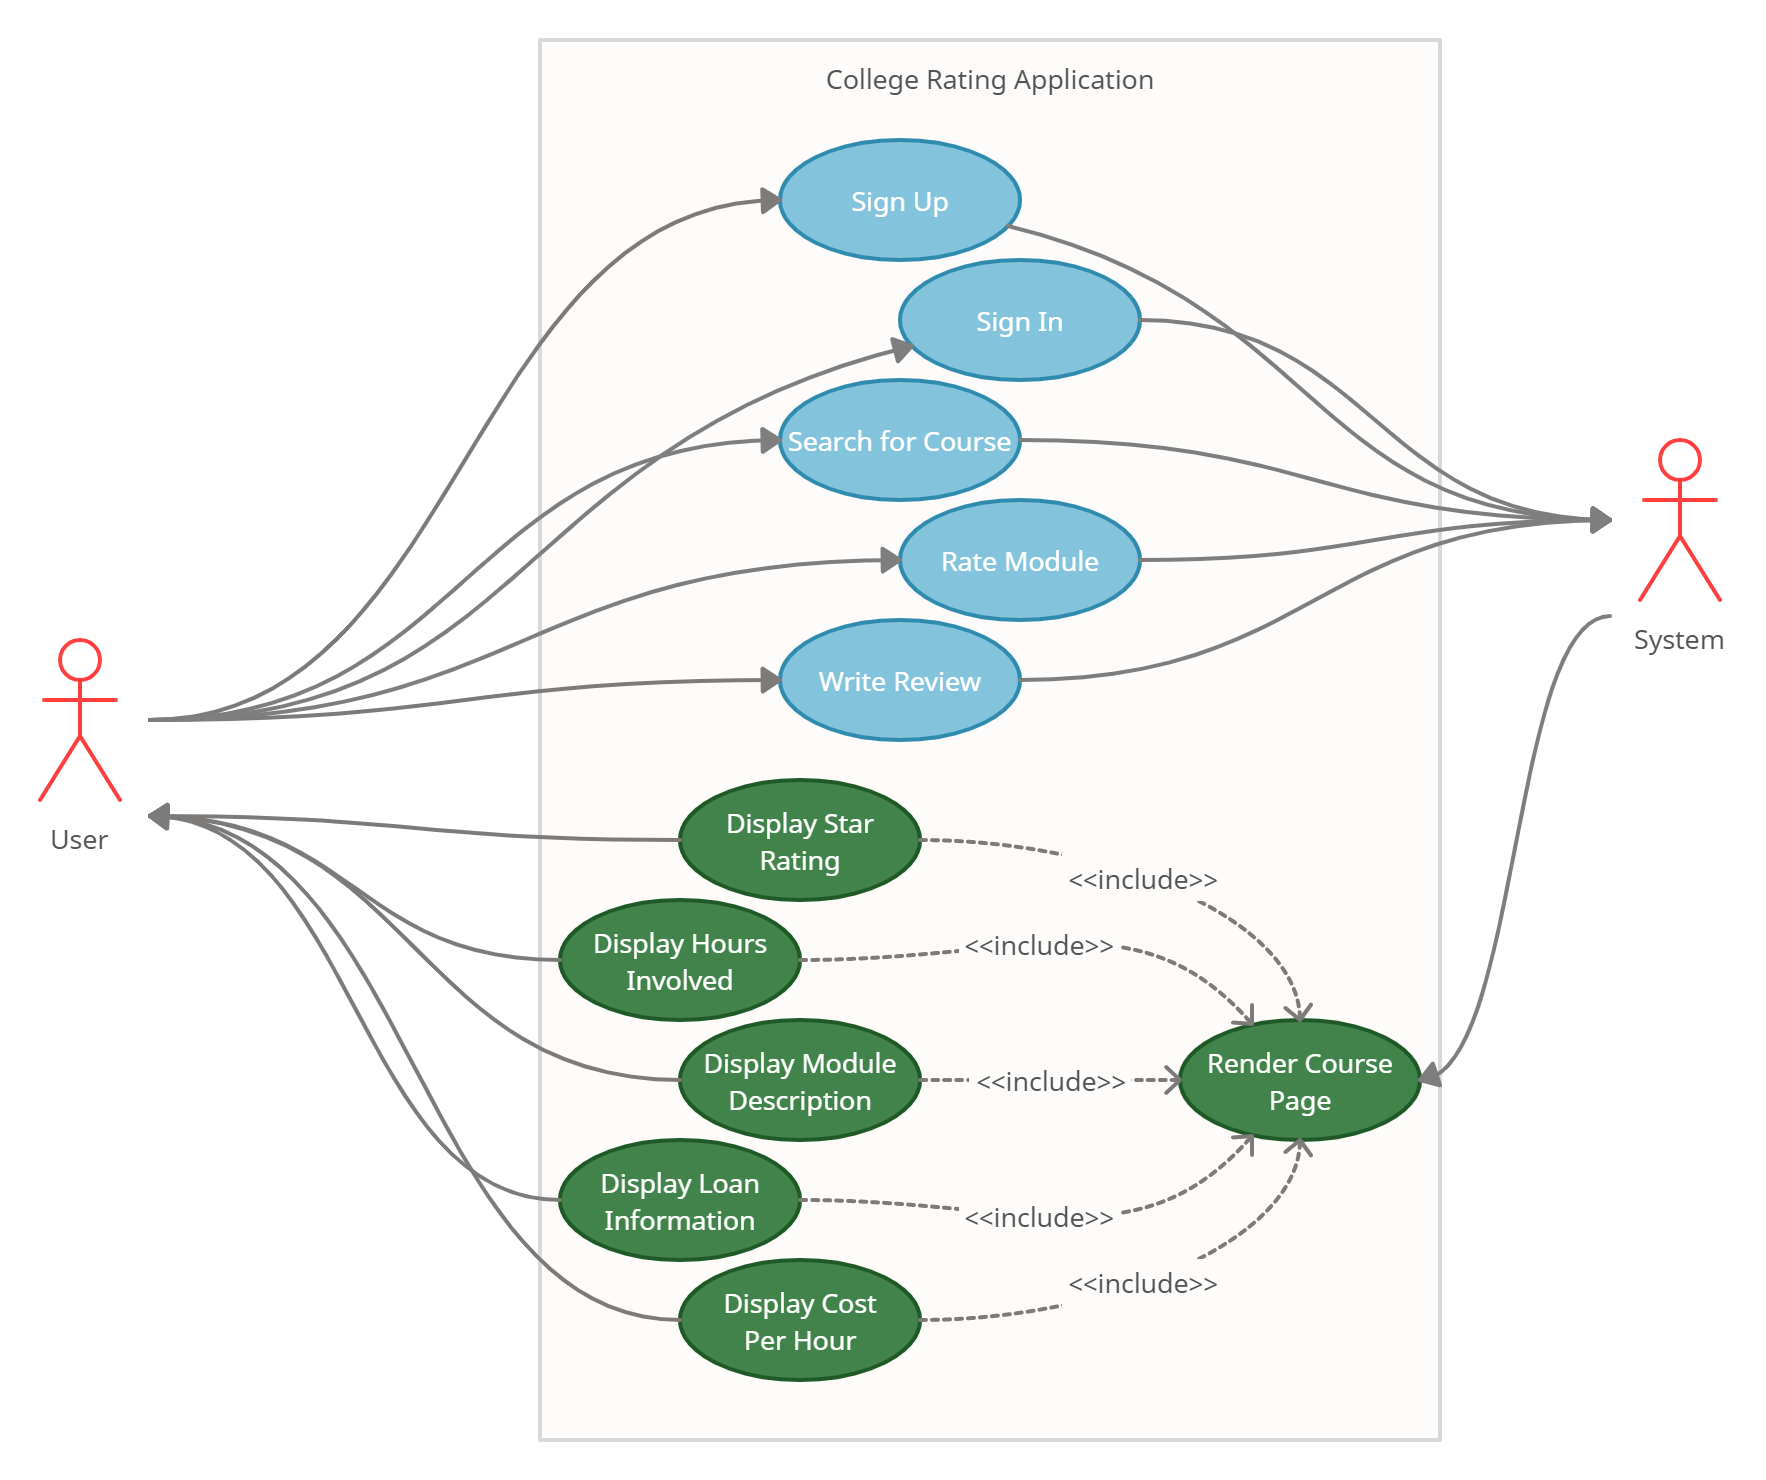 College Rating Application
Sign Up
Sign In
Search for Course
Rate Module
Write Review
System
User
Display Star
Rating
<<include>>
Display Hours
Involved
<<include>>
Display Module
Description
<<include>>
Render Course
Page
Display Loan
Information
<<include>>
Display Cost
Per Hour
<<include>>